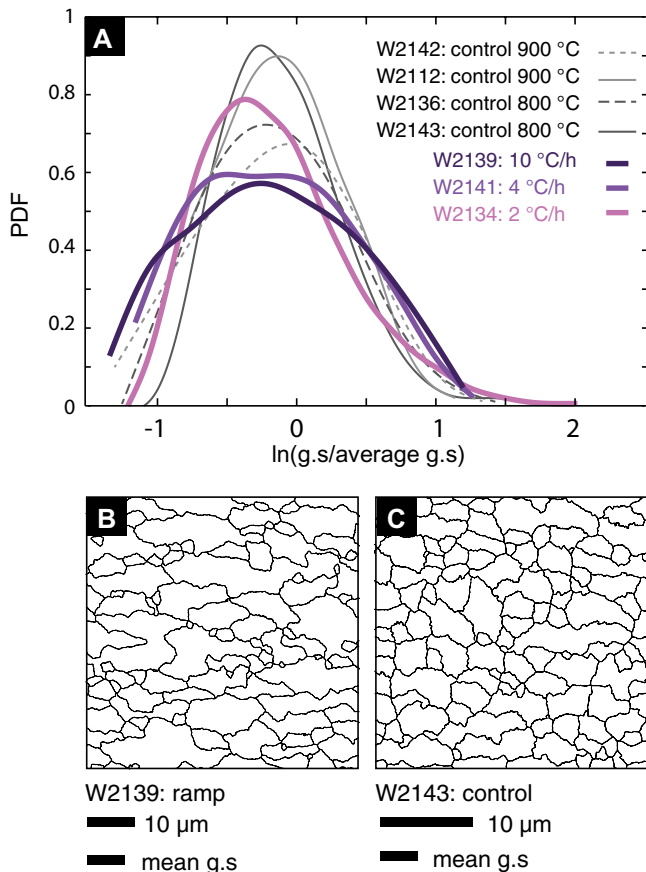 A
W2142: control 900 °C
W2112: control 900 °C
W2136: control 800 °C
W2143: control 800 °C
W2139: 10 °C/h
W2141: 4 °C/h
W2134: 2 °C/h
PDF
1
0.8
0.6
0.4
0.2
0
-1
0
1
2
ln(g.s/average g.s)
B
C
W2139: ramp
10 µm
mean g.s
W2143: control
10 µm
mean g.s